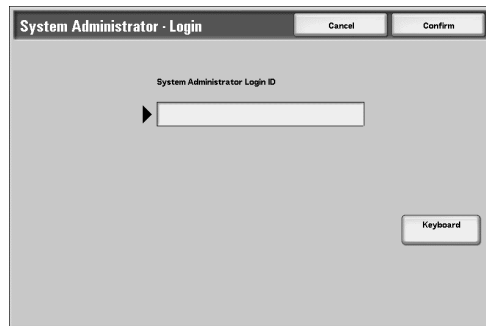 System Administrator - Login
Cancel
Confirm
System Administrator Login ID
Keyboard